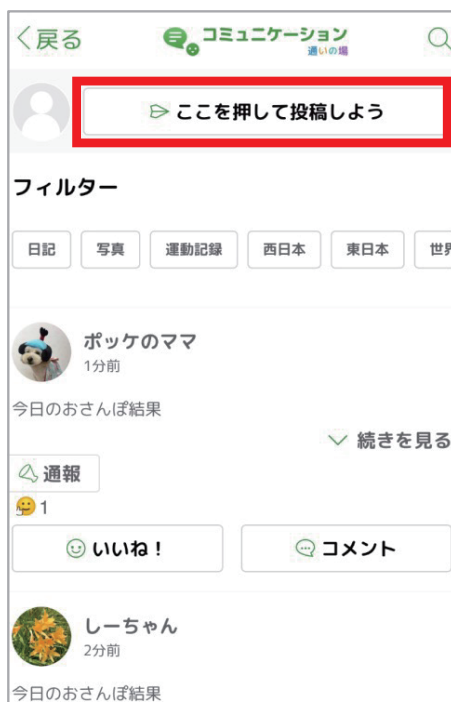 戻る
コミュニケーション
通いの場
ここを押して投稿しよう
フィルター
日記
写真
運動記録
西日本
東日本
世界
ポッケのママ
1分前
今日のおさんぽ結果
続きを見る
通報
1
いいね！
コメント
しーちゃん
2分前
今日のおさんぽ結果